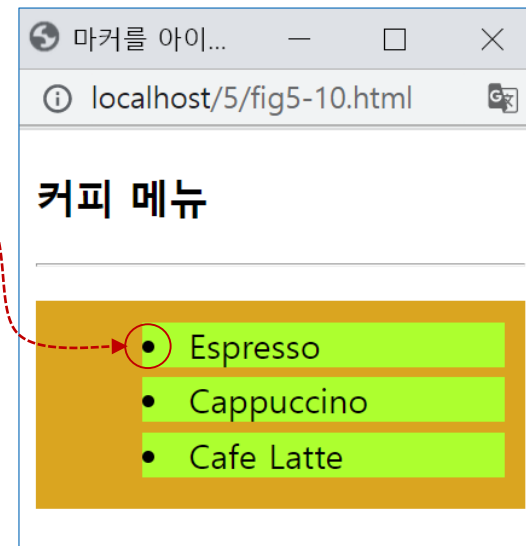 마커를 아이...
localhost/5/fig5-10.html
커피 메뉴
• Espresso
• Cappuccino
• Cafe Latte